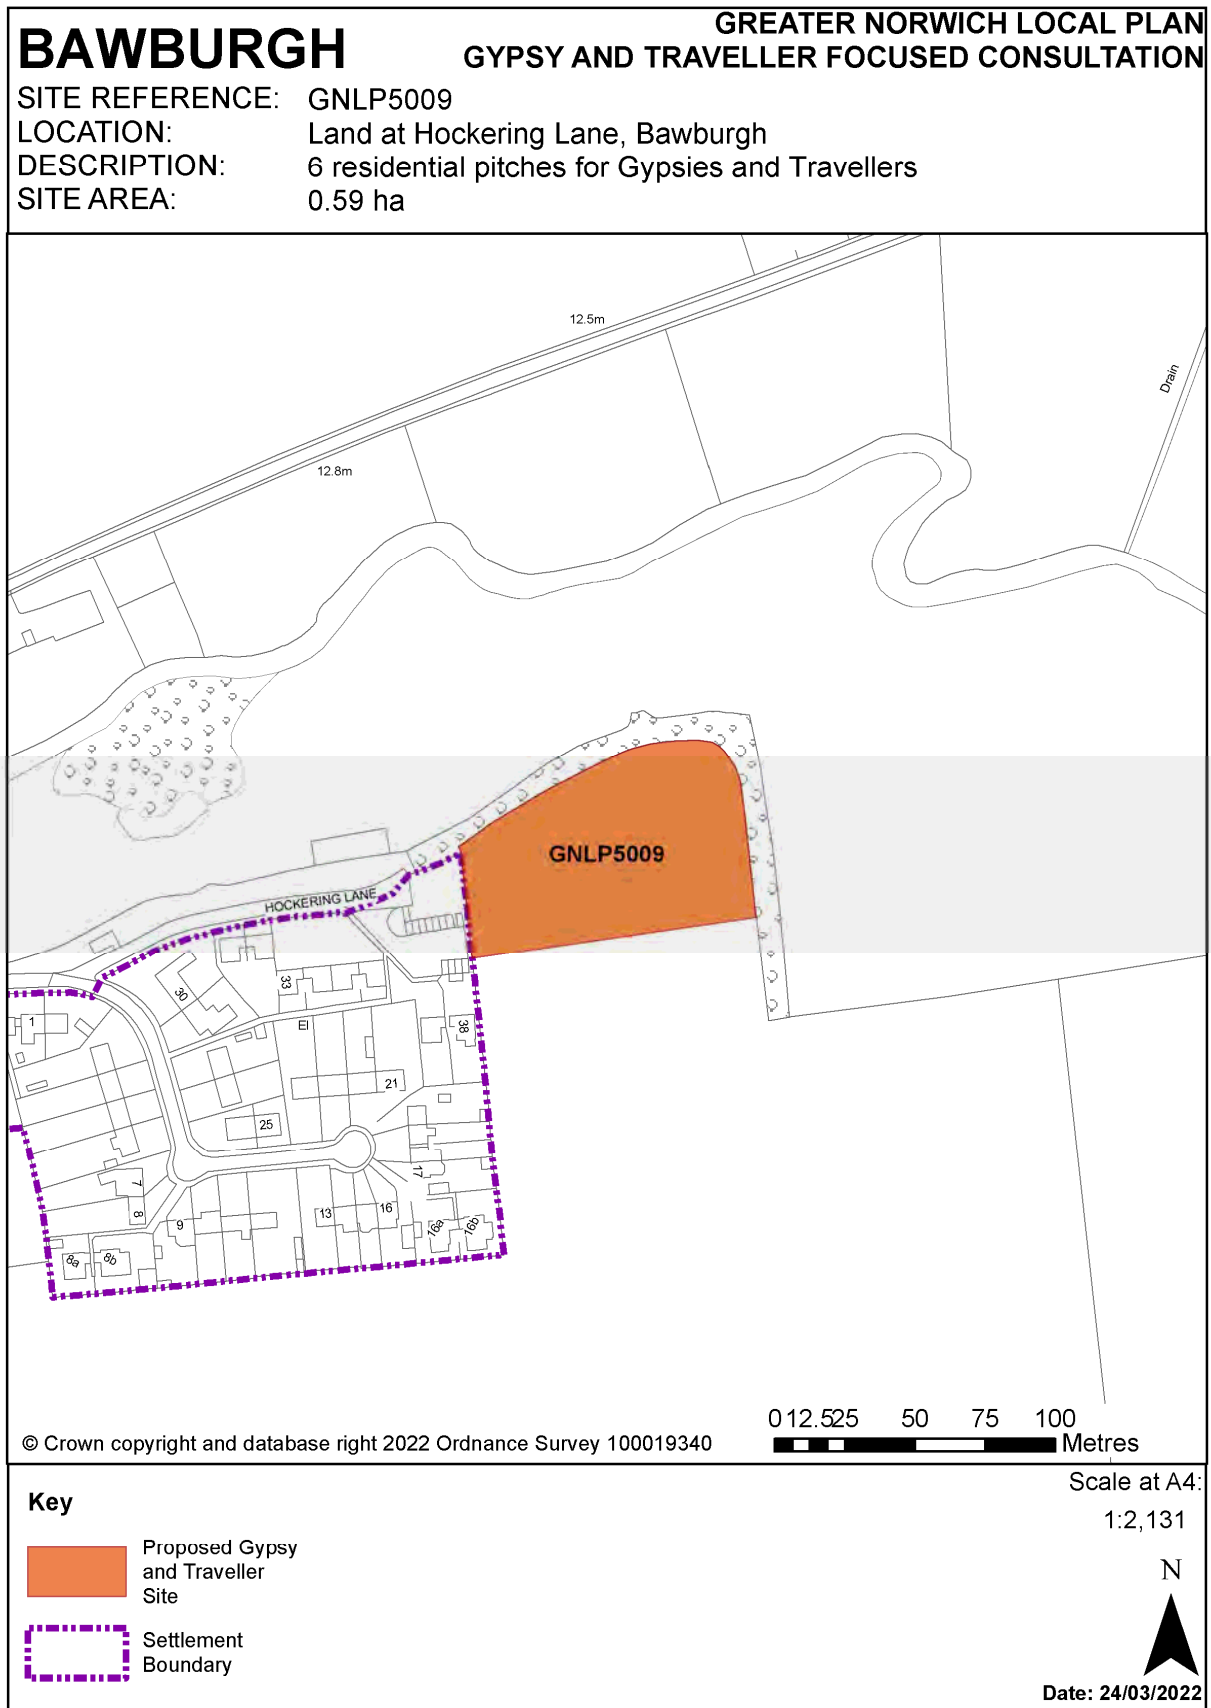 BAWBURGH
GREATER NORWICH LOCAL PLAN
GYPSY AND TRAVELLER FOCUSED CONSULTATION
SITE REFERENCE: GNLP5009
LOCATION: Land at Hockering Lane, Bawburgh
DESCRIPTION: 6 residential pitches for Gypsies and Travellers
SITE AREA: 0.59 ha
12.5m
Drain
12.8m
GNLP5009
HOCKERING LANE
33
30
1
El
38
21
25
17
7
8
13
16
9
16a
16b
8a
8b
0 12.5 25 50 75 100
Metres
© Crown copyright and database right 2022 Ordnance Survey 100019340
Scale at A4:
1:2,131
Key
Proposed Gypsy
and Traveller
Site
Settlement
Boundary
N
Date: 24/03/2022